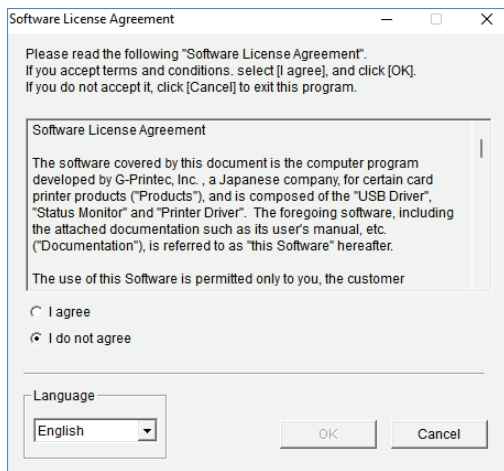 Software License Agreement
Please read the following "Software License Agreement".
If you accept terms and conditions. select [I agree], and click [OK].
If you do not accept it, click [Cancel] to exit this program.
Software License Agreement
The software covered by this document is the computer program
developed by G-Printec, Inc. , a Japanese company, for certain card
printer products ("Products"), and is composed of the "USB Driver",
"Status Monitor" and "Printer Driver".  The foregoing software, including
the attached documentation such as its user's manual, etc.
("Documentation"), is referred to as "this Software" hereafter.
The use of this Software is permitted only to you, the customer
I agree
I do not agree
Language
English
OK
Cancel